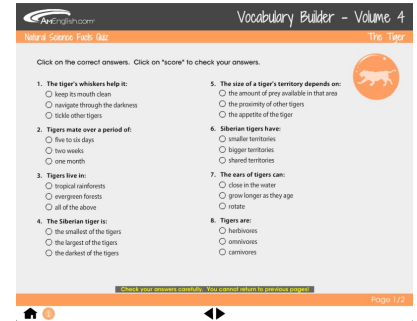 AMEnglish.com
Vocabulary Builder – Volume 4
Natural Science Facts Quiz
The Tiger
Click on the correct answers. Click on "score" to check your answers.
1. The tiger's whiskers help it:
keep its mouth clean
navigate through the darkness
tickle other tigers
2. Tigers mate over a period of:
five to six days
two weeks
one month
3. Tigers live in:
tropical rainforests
evergreen forests
all of the above
4. The Siberian tiger is:
the smallest of the tigers
the largest of the tigers
the darkest of the tigers
5. The size of a tiger's territory depends on:
the amount of prey available in that area
the proximity of other tigers
the appetite of the tiger
6. Siberian tigers have:
smaller territories
bigger territories
shared territories
7. The ears of tigers can:
close in the water
grow longer as they age
rotate
8. Tigers are:
herbivores
omnivores
carnivores
Check your answers carefully. You cannot return to previous pages!
Page 1/2